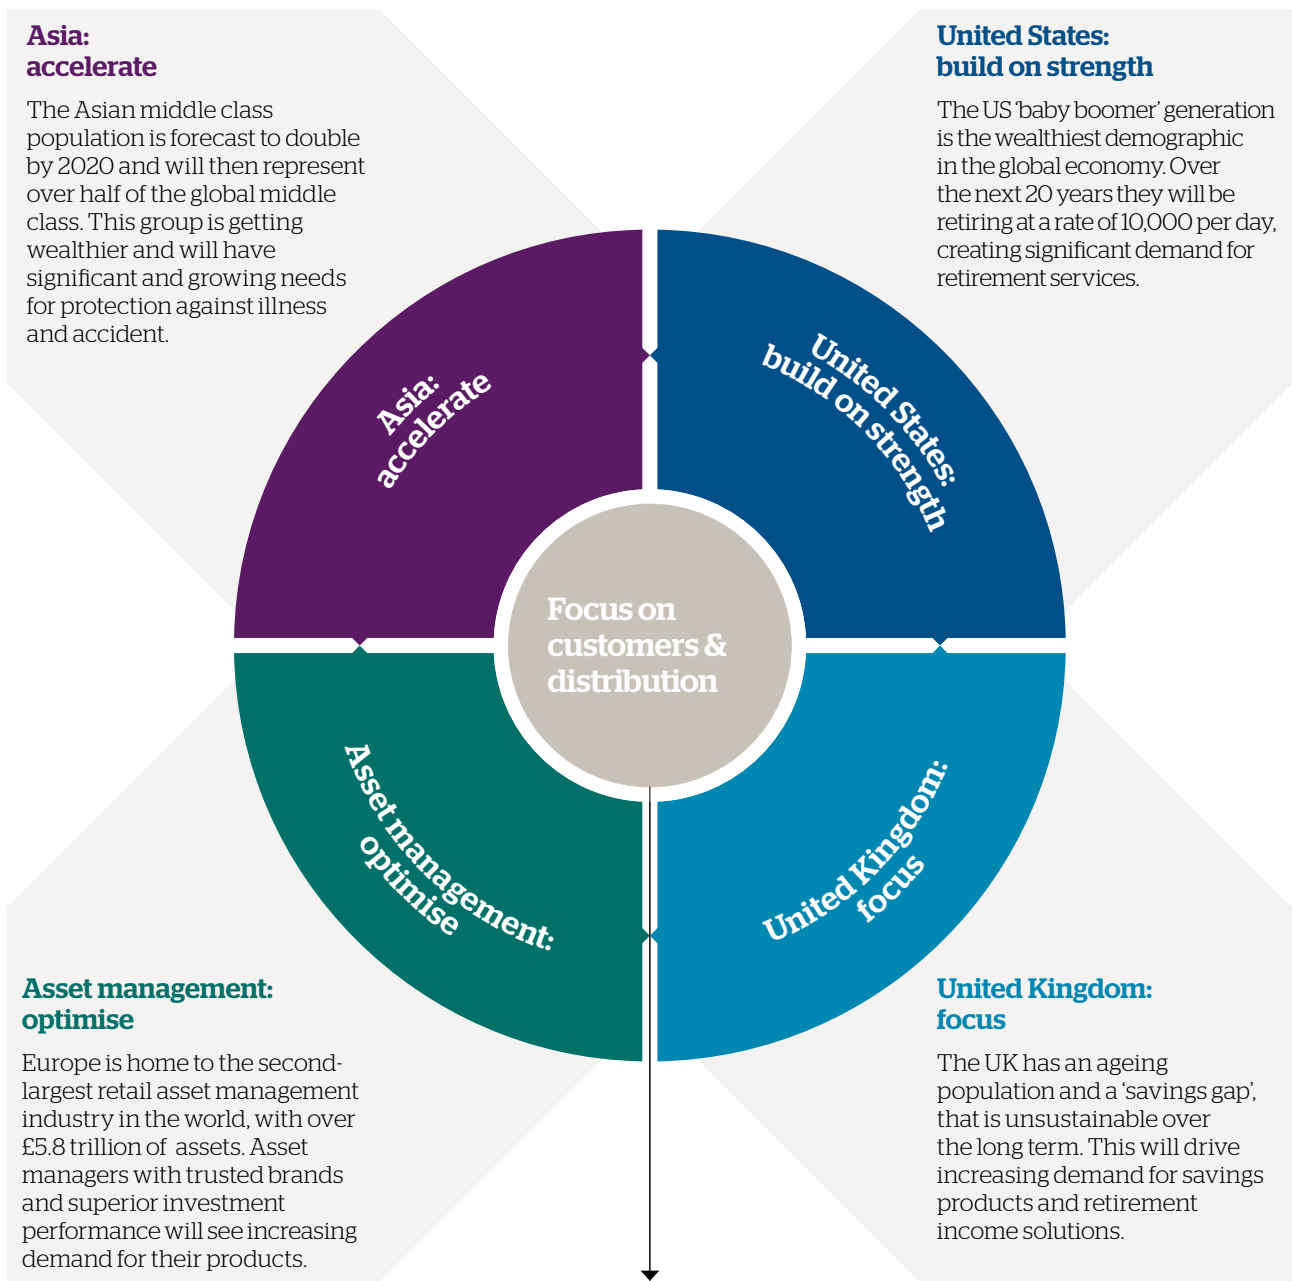 Asia:
accelerate
The Asian middle class
population is forecast to double
by 2020 and will then represent
over half of the global middle
class. This group is getting
wealthier and will have
significant and growing needs
for protection against illness
and accident.
United States:
build on strength
The US ‘baby boomer’ generation
is the wealthiest demographic
in the global economy. Over
the next 20 years they will be
retiring at a rate of 10,000 per day,
creating significant demand for
retirement services.
Asia:
accelerate
United States:
build on strength
Focus on
customers &
distribution
Asset management:
optimise
United Kingdom:
focus
Asset management:
optimise
Europe is home to the second-
largest retail asset management
industry in the world, with over
£5.8 trillion of assets. Asset
managers with trusted brands
and superior investment
performance will see increasing
demand for their products.
United Kingdom:
focus
The UK has an ageing
population and a ‘savings gap’,
that is unsustainable over
the long term. This will drive
increasing demand for savings
products and retirement
income solutions.